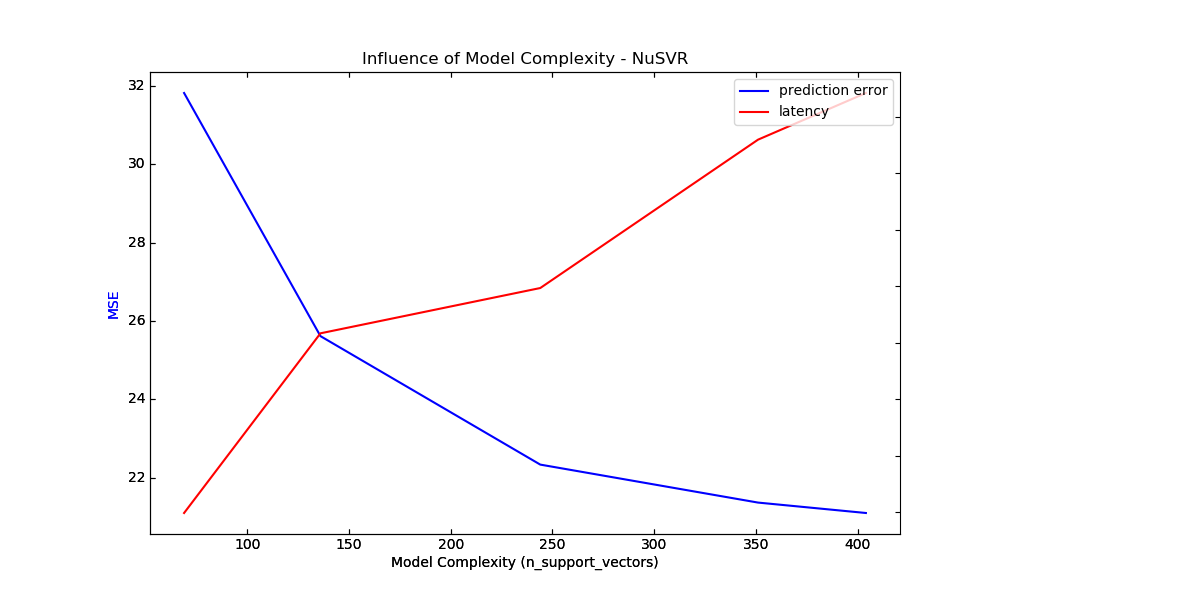 Influence of Model Complexity - NuSVR
prediction error
latency
32
30
28
26
24
22
MSE
100 150 200 250 300 350 400
Model Complexity (n_support_vectors)